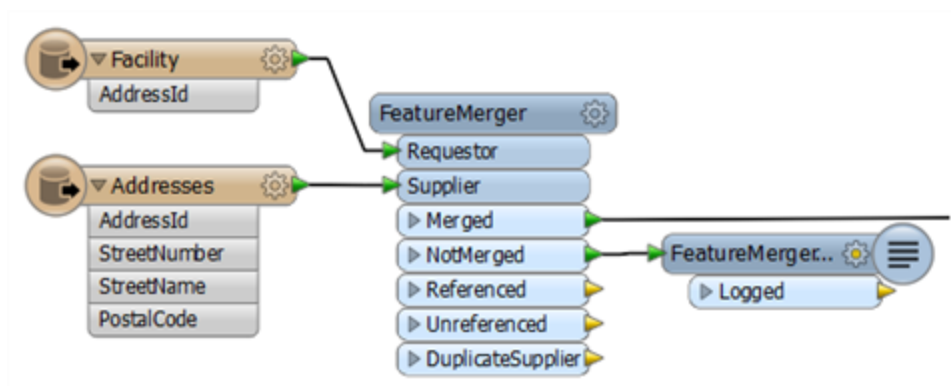 Facility
AddressId
Addresses
AddressId
StreetNumber
StreetName
PostalCode
FeatureMerger
Requestor
Supplier
Merged
NotMerged
Referenced
Unreferenced
DuplicateSupplier
FeatureMerger...
Logged